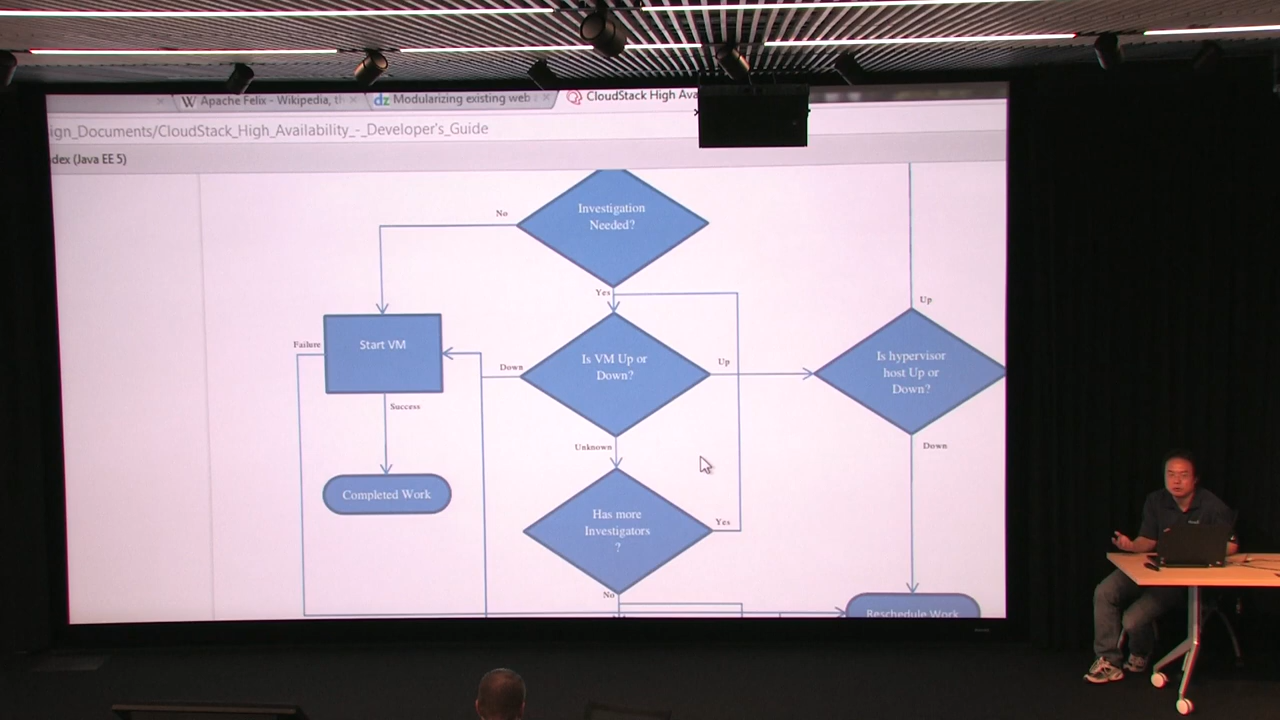 Apache Felix - Wikipedia, th
dz Modularizing existing web
CloudStack High Ava
ign_Documents/CloudStack_High_Availability_-_Developer's_Guide
dex (Java EE 5)
Investigation
Needed?
No
Yes
Up
Start VM
Failure
Is VM Up or
Down?
Down
Up
Is hypervisor
host Up or
Down?
Success
Unknown
Down
Completed Work
Has more
Investigators
?
Yes
No
Reschedule Work